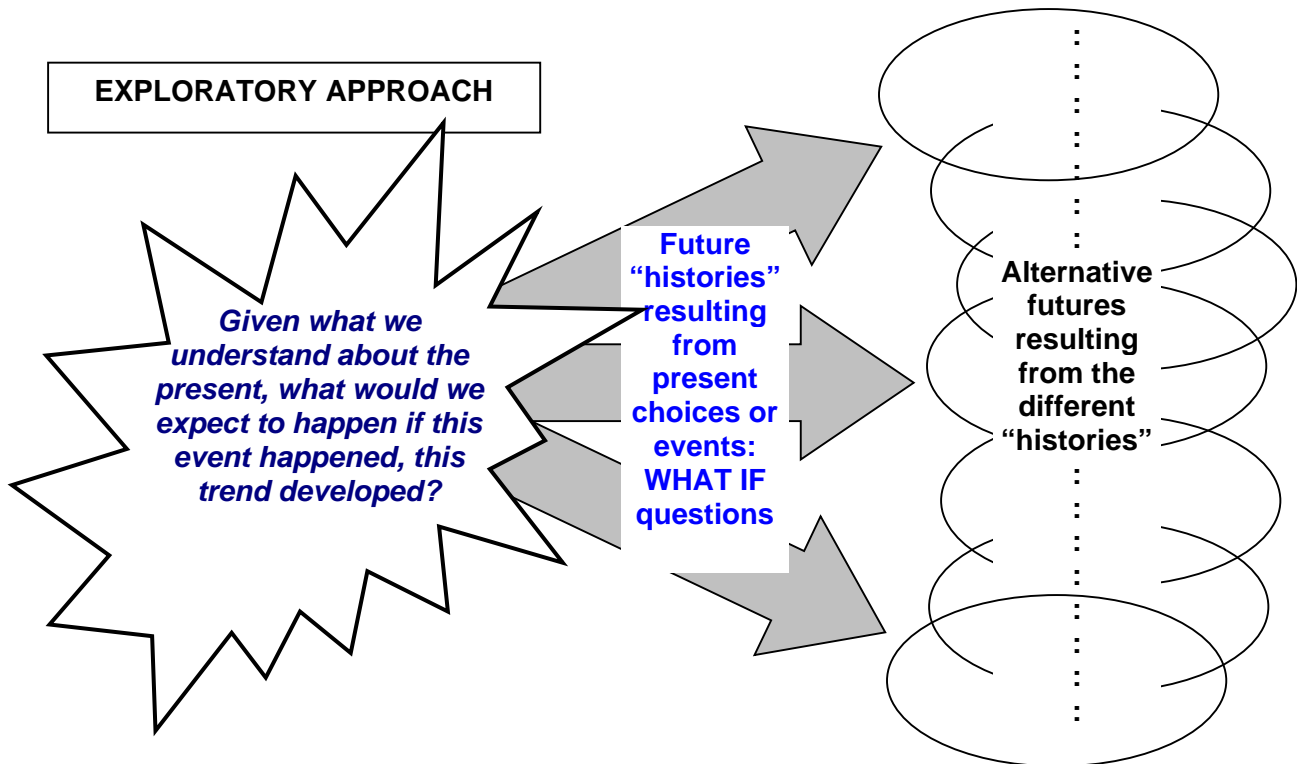 EXPLORATORY APPROACH
Given what we
understand about the
present, what would we
expect to happen if this
event happened, this
trend developed?
Future
“histories”
resulting
from
present
choices or
events:
WHAT IF
questions
Alternative
futures
resulting
from the
different
“histories”